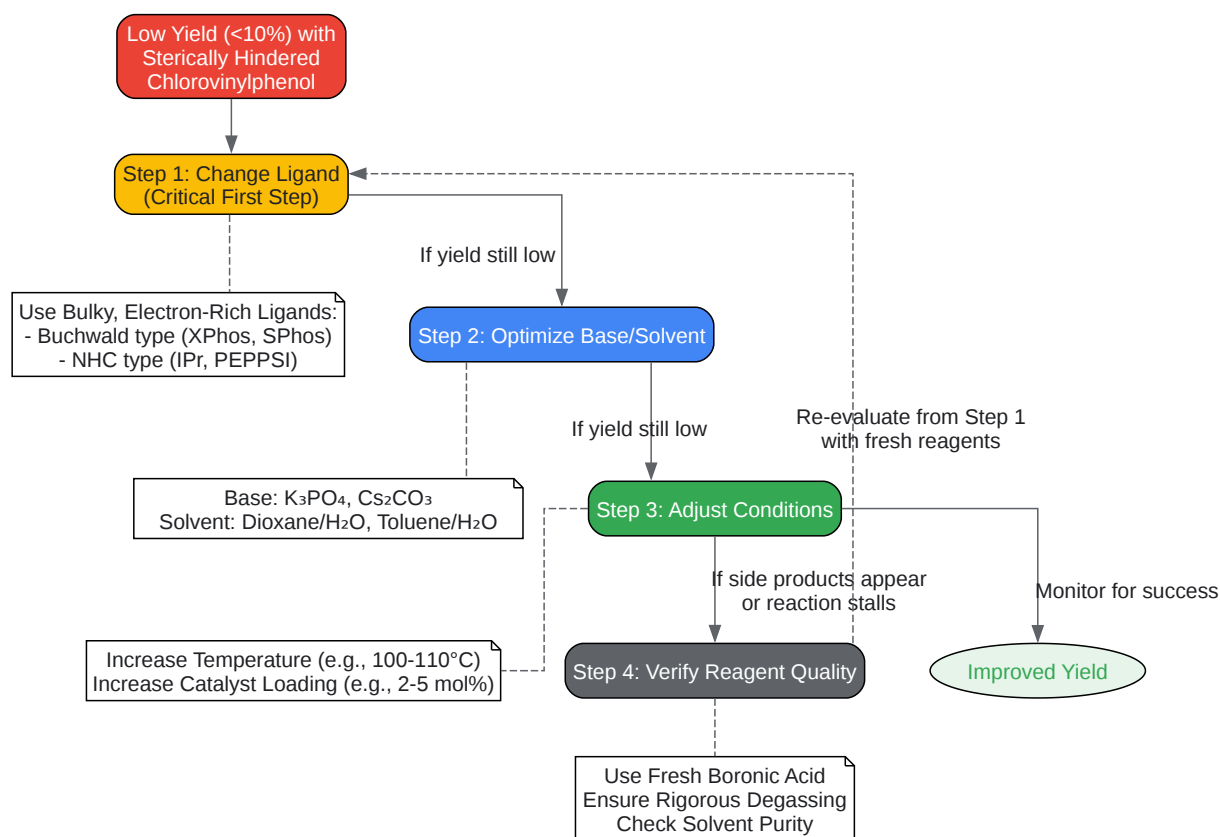 Low Yield (<10%) with
Sterically Hindered
Chlorovinylphenol
Step 1: Change Ligand
(Critical First Step)
If yield still low
Use Bulky, Electron-Rich Ligands:
- Buchwald type (XPhos, SPhos)
- NHC type (IPr, PEPPSI)
Step 2: Optimize Base/Solvent
If yield still low
Re-evaluate from Step 1
with fresh reagents
Base: K₃PO₄, Cs₂CO₃
Solvent: Dioxane/H₂O, Toluene/H₂O
Step 3: Adjust Conditions
If side products appear
or reaction stalls
Monitor for success
Increase Temperature (e.g., 100-110°C)
Increase Catalyst Loading (e.g., 2-5 mol%)
Step 4: Verify Reagent Quality
Improved Yield
Use Fresh Boronic Acid
Ensure Rigorous Degassing
Check Solvent Purity